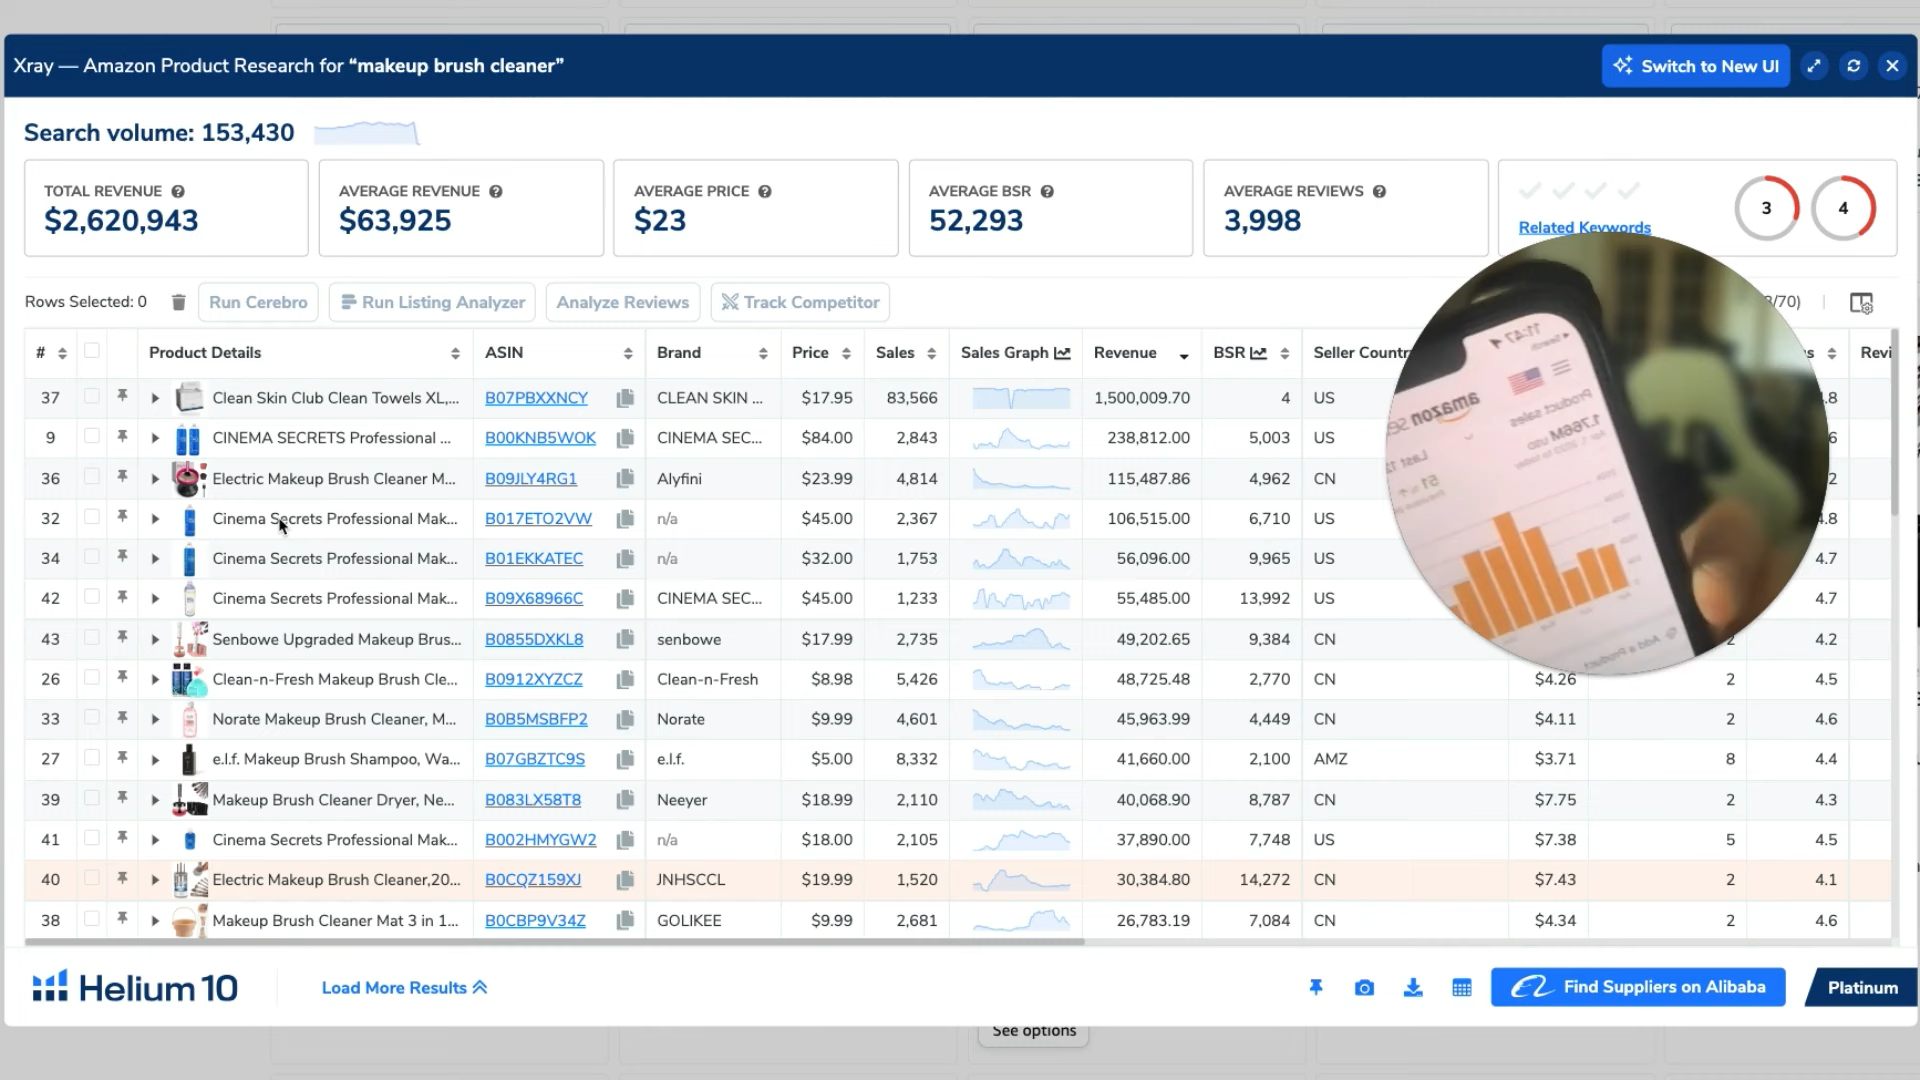 Xray — Amazon Product Research for “makeup brush cleaner”
Switch to New UI
Search volume: 153,430
TOTAL REVENUE
$2,620,943
AVERAGE REVENUE
$63,925
AVERAGE PRICE
$23
AVERAGE BSR
52,293
AVERAGE REVIEWS
3,998
Related Keywords
3
4
Rows Selected: 0
Run Cerebro
Run Listing Analyzer
Analyze Reviews
Track Competitor
/70)
# Product Details ASIN Brand Price Sales Sales Graph Revenue BSR Seller Countr s Revi
37 Clean Skin Club Clean Towels XL,... B07PBXXNCY CLEAN SKIN ... $17.95 83,566 1,500,009.70 4 US .8
9 CINEMA SECRETS Professional ... B00KNB5WOK CINEMA SEC... $84.00 2,843 238,812.00 5,003 US 6
36 Electric Makeup Brush Cleaner M... B09JLY4RG1 Alyfini $23.99 4,814 115,487.86 4,962 CN 2
32 Cinema Secrets Professional Mak... B017ETO2VW n/a $45.00 2,367 106,515.00 6,710 US .8
34 Cinema Secrets Professional Mak... B01EKKATEC n/a $32.00 1,753 56,096.00 9,965 US 4.7
42 Cinema Secrets Professional Mak... B09X68966C CINEMA SEC... $45.00 1,233 55,485.00 13,992 US 4.7
43 Senbowe Upgraded Makeup Brus... B0855DXKL8 senbowe $17.99 2,735 49,202.65 9,384 CN 2 4.2
26 Clean-n-Fresh Makeup Brush Cle... B0912XYZCZ Clean-n-Fresh $8.98 5,426 48,725.48 2,770 CN $4.26 2 4.5
33 Norate Makeup Brush Cleaner, M... B0B5MSBFP2 Norate $9.99 4,601 45,963.99 4,449 CN $4.11 2 4.6
27 e.l.f. Makeup Brush Shampoo, Wa... B07GBZTC9S e.l.f. $5.00 8,332 41,660.00 2,100 AMZ $3.71 8 4.4
39 Makeup Brush Cleaner Dryer, Ne... B083LX58T8 Neeyer $18.99 2,110 40,068.90 8,787 CN $7.75 2 4.3
41 Cinema Secrets Professional Mak... B002HMYGW2 n/a $18.00 2,105 37,890.00 7,748 US $7.38 5 4.5
40 Electric Makeup Brush Cleaner,20... B0CQZ159XJ JNHSCCL $19.99 1,520 30,384.80 14,272 CN $7.43 2 4.1
38 Makeup Brush Cleaner Mat 3 in 1... B0CBP9V34Z GOLIKEE $9.99 2,681 26,783.19 7,084 CN $4.34 2 4.6
11:47
Search
amazon
Product sales
1.766M USD
Add a Product
Helium 10
Load More Results
Find Suppliers on Alibaba
Platinum
See options